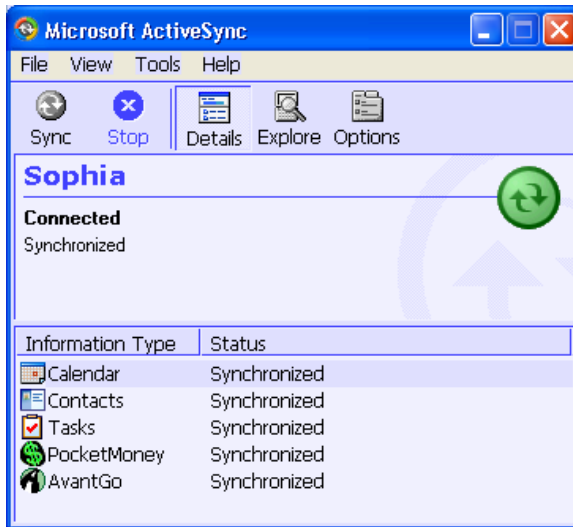 Microsoft ActiveSync
File View Tools Help
Sync Stop Details Explore Options
Sophia
Connected
Synchronized
Information Type Status
Calendar Synchronized
Contacts Synchronized
Tasks Synchronized
PocketMoney Synchronized
AvantGo Synchronized